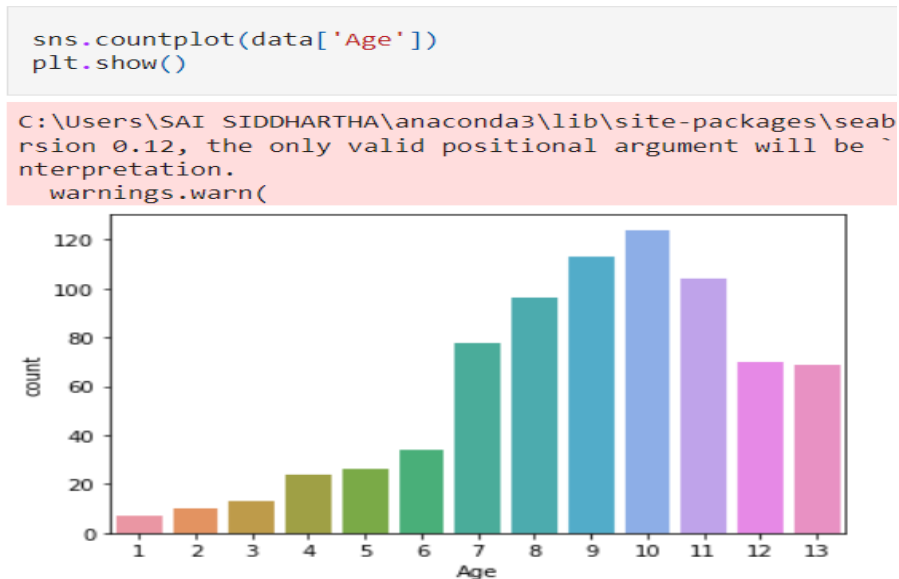 sns.countplot(data['Age'])
plt.show()
C:\Users\SAI SIDDHARTHA\anaconda3\lib\site-packages\seab
rsion 0.12, the only valid positional argument will be `
nterpretation.
warnings.warn(
120
100
80
60
40
20
0
count
1 2 3 4 5 6 7 8 9 10 11 12 13
Age